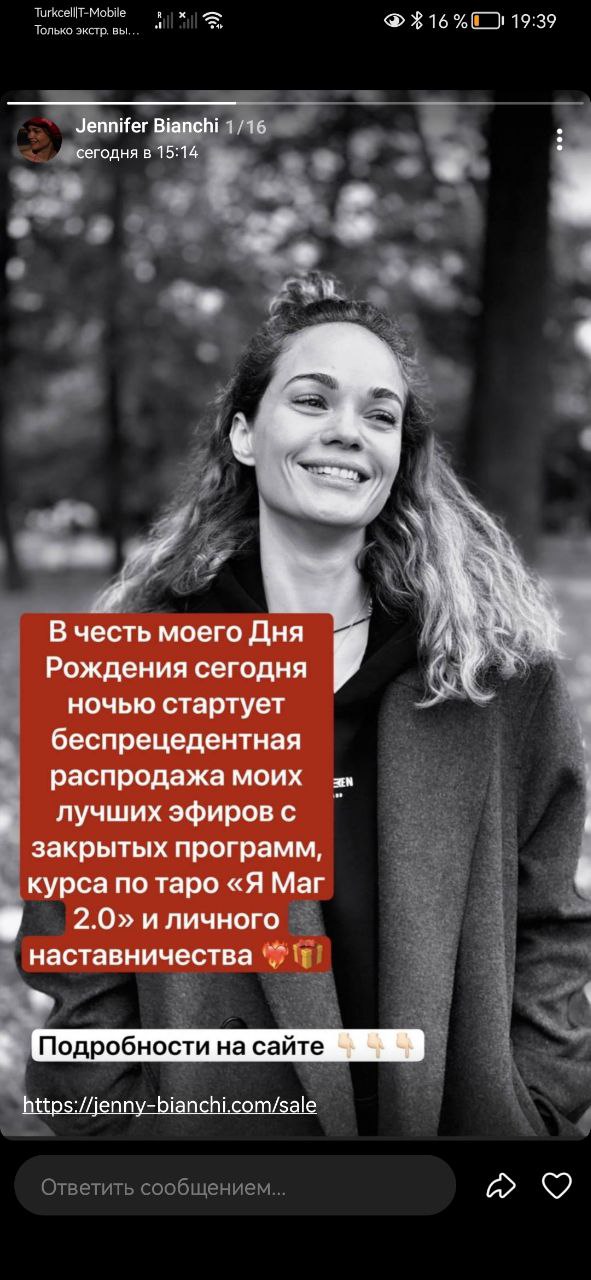 Turkcell|T-Mobile
Только экстр. вы...
16 %
19:39
Jennifer Bianchi 1/16
сегодня в 15:14
В честь моего Дня
Рождения сегодня
ночью стартует
беспрецедентная
распродажа моих
лучших эфиров с
закрытых программ,
курса по таро «Я Маг
2.0» и личного
наставничества ❤️‍🔥🎁
Подробности на сайте 👇🏻👇🏻👇🏻
https://jenny-bianchi.com/sale
Ответить сообщением...